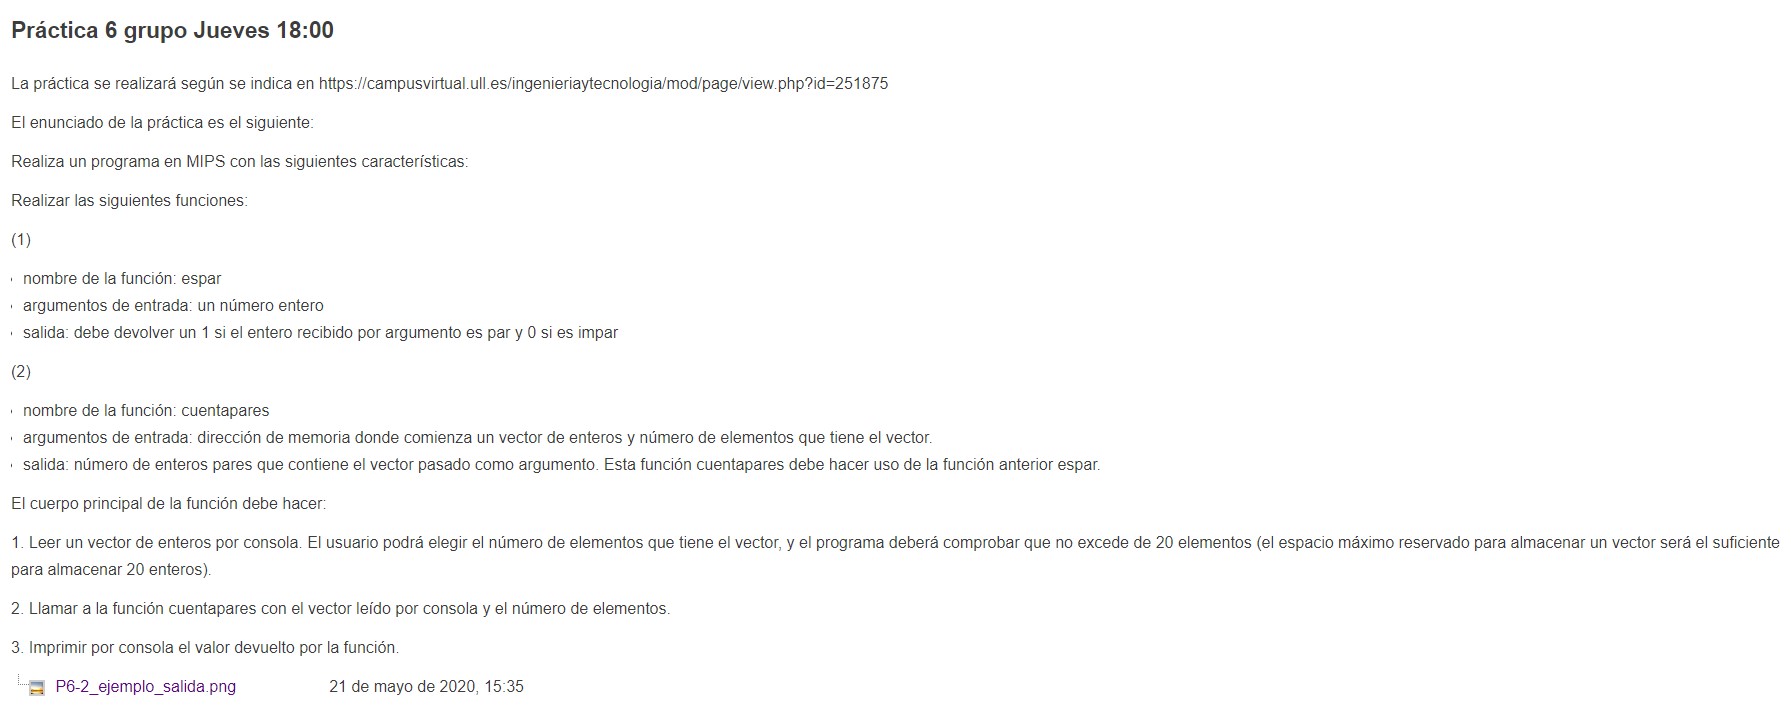 Práctica 6 grupo Jueves 18:00
La práctica se realizará según se indica en https://campusvirtual.ull.es/ingenieriaytecnologia/mod/page/view.php?id=251875
El enunciado de la práctica es el siguiente:
Realiza un programa en MIPS con las siguientes características:
Realizar las siguientes funciones:
(1)
nombre de la función: espar
argumentos de entrada: un número entero
salida: debe devolver un 1 si el entero recibido por argumento es par y 0 si es impar
(2)
nombre de la función: cuentapares
argumentos de entrada: dirección de memoria donde comienza un vector de enteros y número de elementos que tiene el vector.
salida: número de enteros pares que contiene el vector pasado como argumento. Esta función cuentapares debe hacer uso de la función anterior espar.
El cuerpo principal de la función debe hacer:
1. Leer un vector de enteros por consola. El usuario podrá elegir el número de elementos que tiene el vector, y el programa deberá comprobar que no excede de 20 elementos (el espacio máximo reservado para almacenar un vector será el suficiente
para almacenar 20 enteros).
2. Llamar a la función cuentapares con el vector leído por consola y el número de elementos.
3. Imprimir por consola el valor devuelto por la función.
P6-2_ejemplo_salida.png 21 de mayo de 2020, 15:35